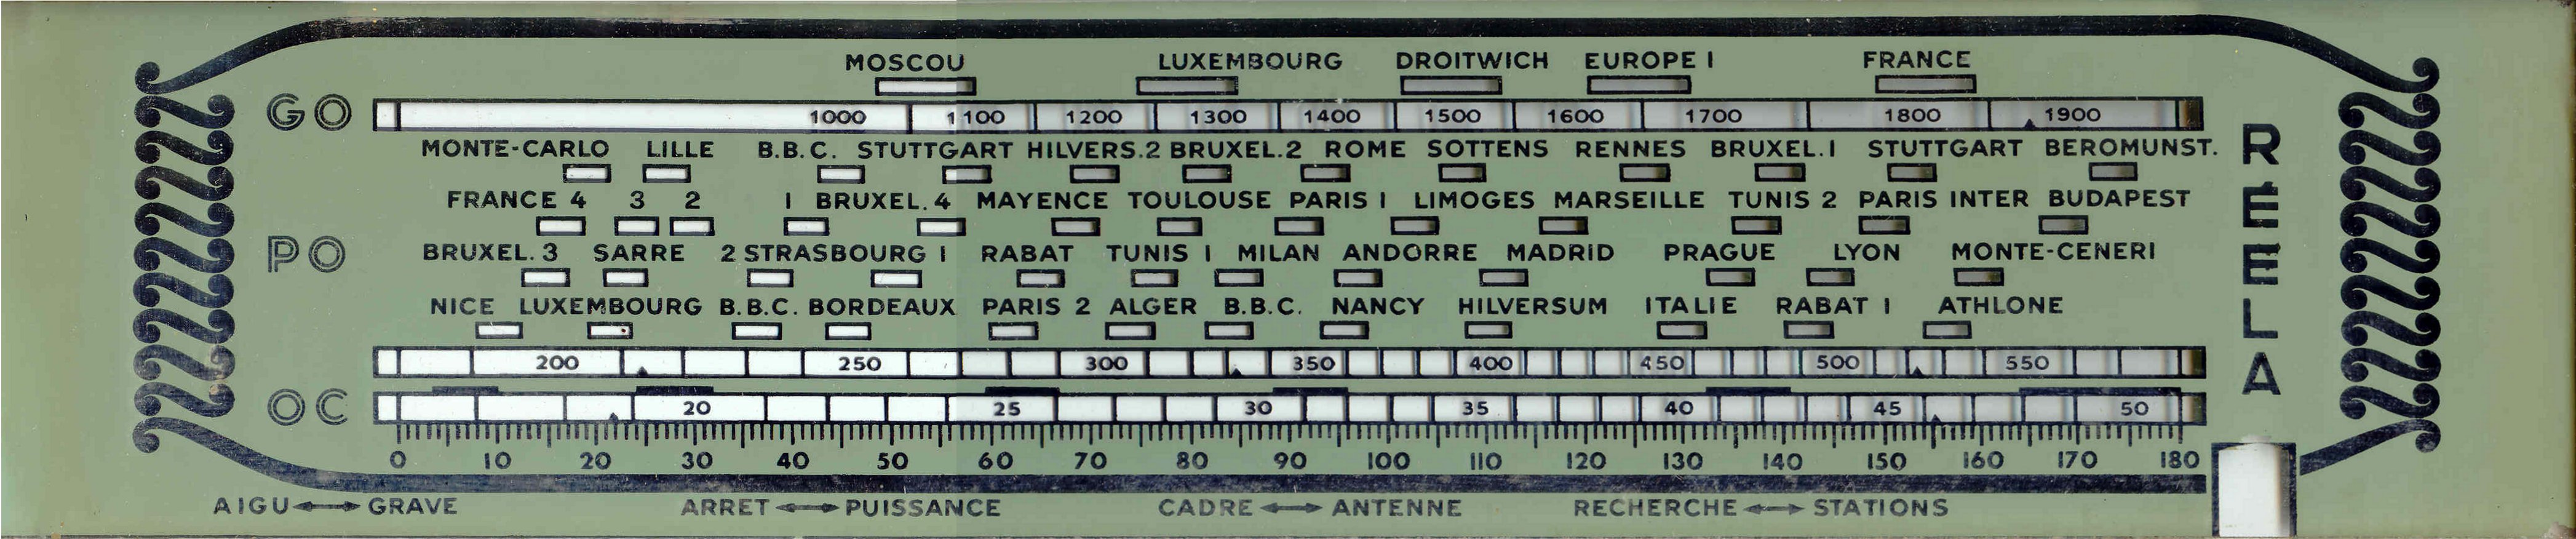 MOSCOU LUXEMBOURG DROITWICH EUROPE I FRANCE
GO 1000 1100 1200 1300 1400 1500 1600 1700 1800 1900
MONTE-CARLO LILLE B.B.C. STUTTGART HILVERS.2 BRUXEL.2 ROME SOTTENS RENNES BRUXEL.I STUTTGART BEROMUNST.
FRANCE 4 3 2 I BRUXEL.4 MAYENCE TOULOUSE PARIS I LIMOGES MARSEILLE TUNIS 2 PARIS INTER BUDAPEST
PO BRUXEL.3 SARRE 2 STRASBOURG I RABAT TUNIS I MILAN ANDORRE MADRID PRAGUE LYON MONTE-CENERI
NICE LUXEMBOURG B.B.C. BORDEAUX PARIS 2 ALGER B.B.C. NANCY HILVERSUM ITALIE RABAT I ATHLONE
200 250 300 350 400 450 500 550
OC 20 25 30 35 40 45 50
0 10 20 30 40 50 60 70 80 90 100 110 120 130 140 150 160 170 180
AIGU ⟷ GRAVE ARRET ⟷ PUISSANCE CADRE ⟷ ANTENNE RECHERCHE ⟷ STATIONS
REELA